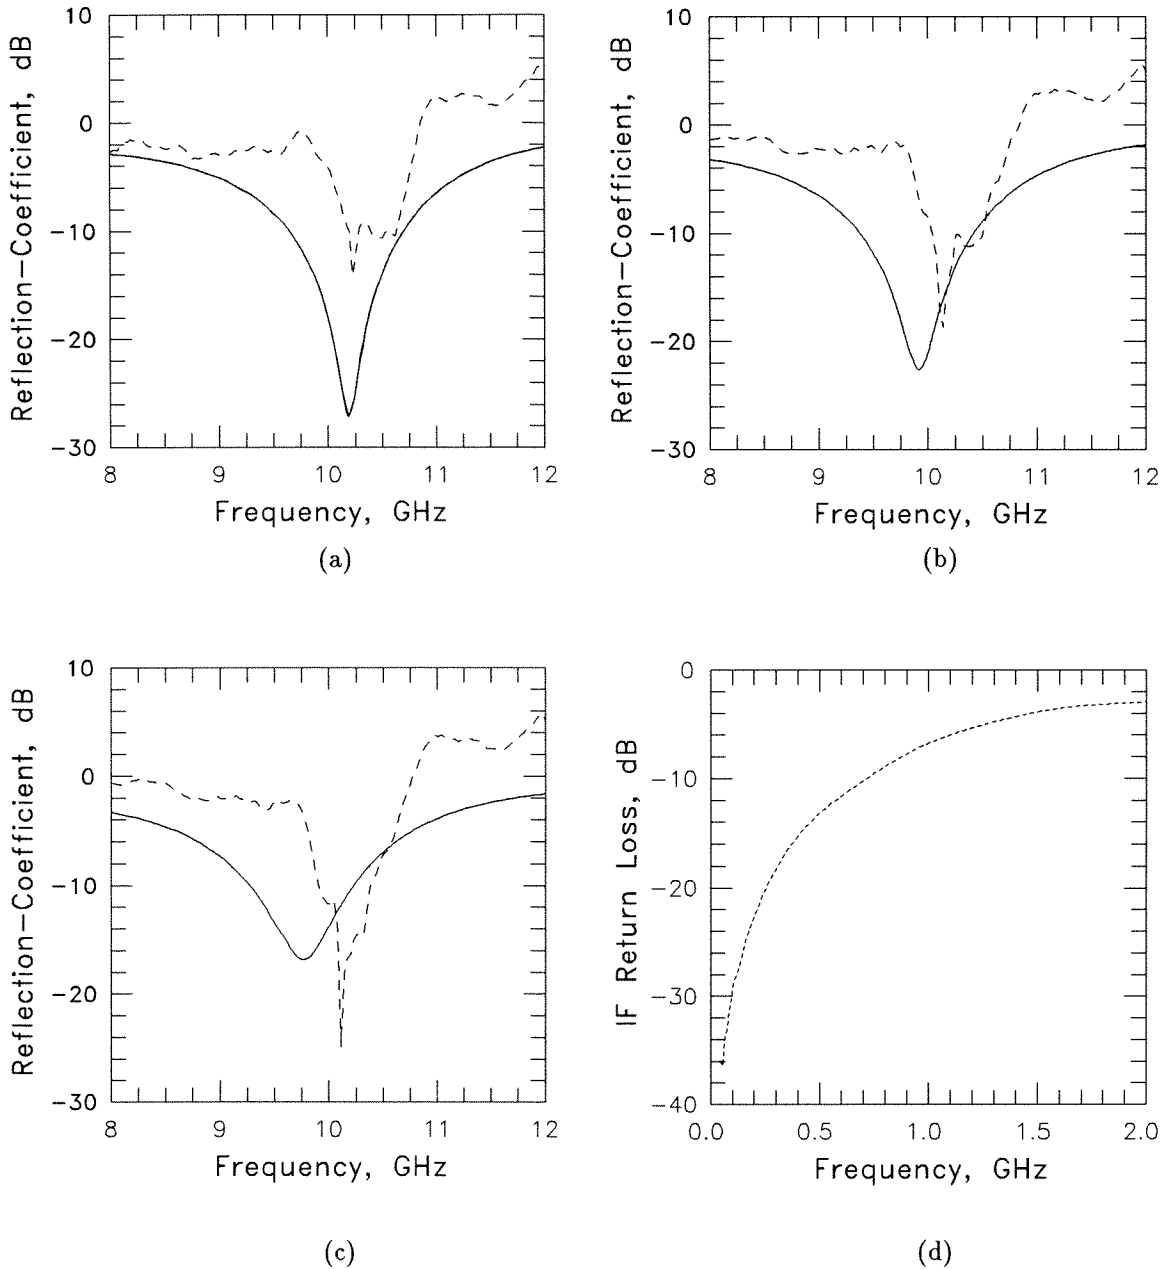 10
0
-10
-20
-30
Reflection-Coefficient, dB
8 9 10 11 12
Frequency, GHz
(a)
10
0
-10
-20
-30
Reflection-Coefficient, dB
8 9 10 11 12
Frequency, GHz
(b)
10
0
-10
-20
-30
Reflection-Coefficient, dB
8 9 10 11 12
Frequency, GHz
(c)
0
-10
-20
-30
-40
IF Return Loss, dB
0.0 0.5 1.0 1.5 2.0
Frequency, GHz
(d)